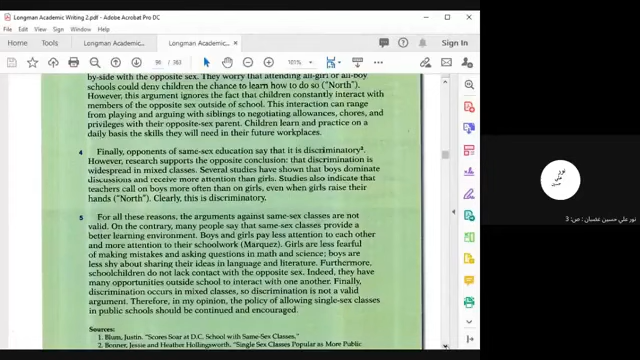 Longman Academic Writing 2.pdf - Adobe Acrobat Pro DC
File Edit View Sign Window Help
Home Tools Longman Academic... Longman Academic... × Sign In
98 / 363 101%
by-side with the opposite sex. They worry that attending all-girl or all-boy
schools could deny children the chance to learn how to do so ("North").
However, this argument ignores the fact that children constantly interact with
members of the opposite sex outside of school. This interaction can range
from playing and arguing with siblings to negotiating allowances, chores, and
privileges with their opposite-sex parent. Children learn and practice on a
daily basis the skills they will need in their future workplaces.
4 Finally, opponents of same-sex education say that it is discriminatory⁴.
However, research supports the opposite conclusion: that discrimination is
widespread in mixed classes. Several studies have shown that boys dominate
discussions and receive more attention than girls. Studies also indicate that
teachers call on boys more often than on girls, even when girls raise their
hands ("North"). Clearly, this is discriminatory.
5 For all these reasons, the arguments against same-sex classes are not
valid. On the contrary, many people say that same-sex classes provide a
better learning environment. Boys and girls pay less attention to each other
and more attention to their schoolwork (Marquez). Girls are less fearful
of making mistakes and asking questions in math and science; boys are
less shy about sharing their ideas in language and literature. Furthermore,
schoolchildren do not lack contact with the opposite sex. Indeed, they have
many opportunities outside school to interact with one another. Finally,
discrimination occurs in mixed classes, so discrimination is not a valid
argument. Therefore, in my opinion, the policy of allowing single-sex classes
in public schools should be continued and encouraged.
Sources:
1. Blum, Justin. "Scores Soar at D.C. School with Same-Sex Classes."
2. Bonner, Jessie and Heather Hollingsworth. "Single Sex Classes Popular as More Public
نور علي حسين
نور علي حسين غضبان : ص: 3